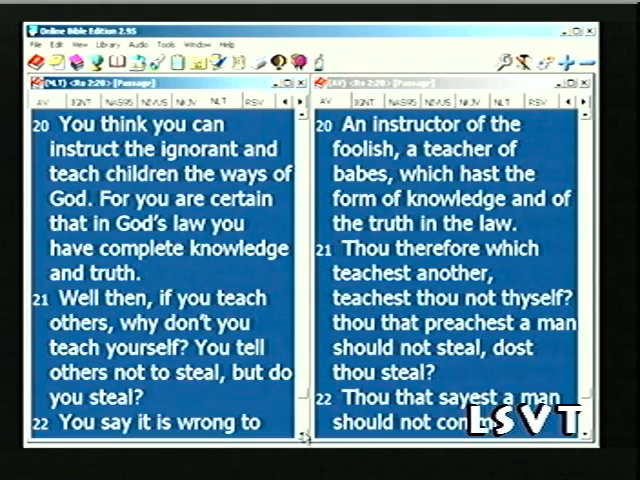 Online Bible Edition 2.95
File Edit View Library Audio Tools Window Help
(NLT) <Ro 2:20> [Passage]
AV IGNT NAS95 NIVUS NKJV NLT RSV
20 You think you can
instruct the ignorant and
teach children the ways of
God. For you are certain
that in God's law you
have complete knowledge
and truth.
21 Well then, if you teach
others, why don't you
teach yourself? You tell
others not to steal, but do
you steal?
22 You say it is wrong to
(AV) <Ro 2:20> [Passage]
AV IGNT NAS95 NIVUS NKJV NLT RSV
20 An instructor of the
foolish, a teacher of
babes, which hast the
form of knowledge and of
the truth in the law.
21 Thou therefore which
teachest another,
teachest thou not thyself?
thou that preachest a man
should not steal, dost
thou steal?
22 Thou that sayest a man
should not
LSVT